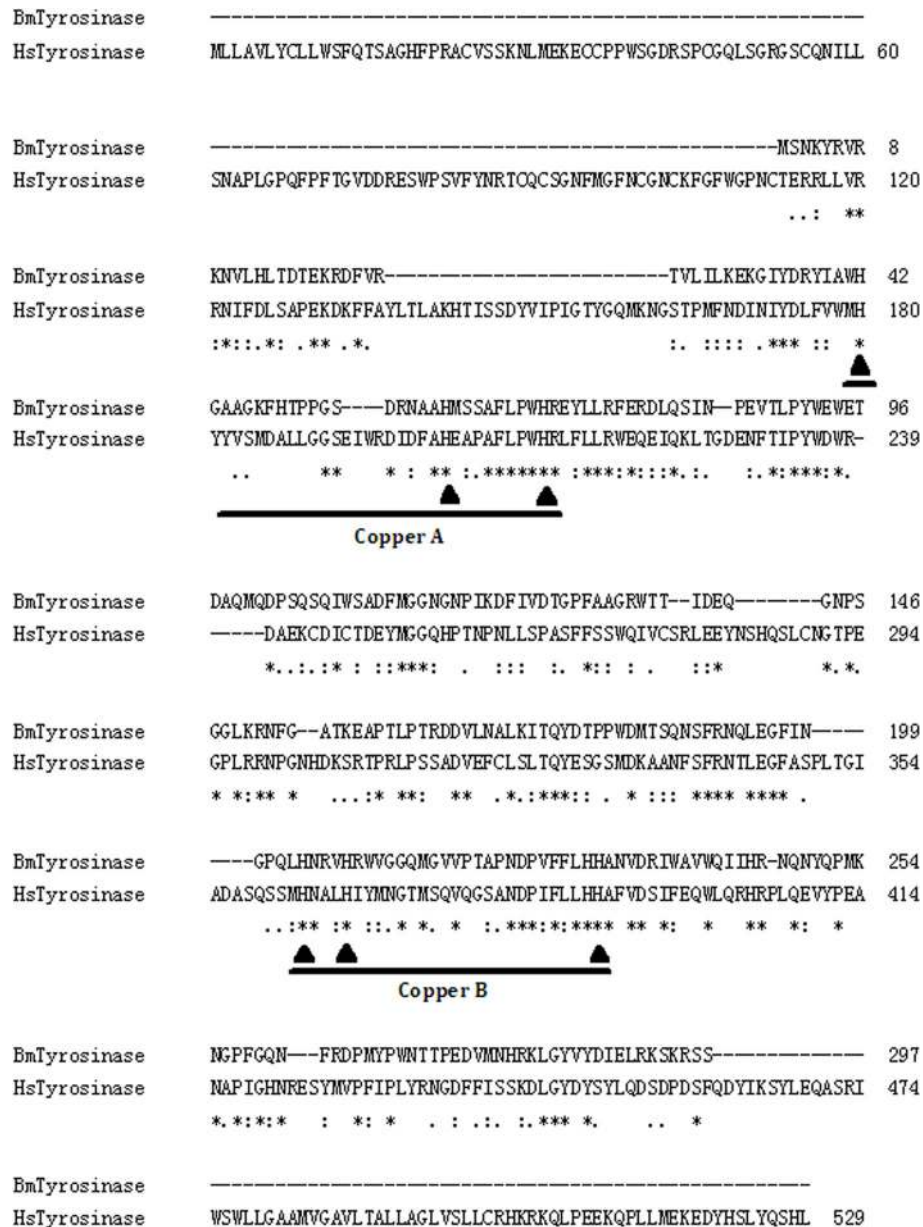 BmTyrosinase ------------------------------------------------------------
HsTyrosinase MLLAVLYCLLWSFQTSAGHFPRACVSSKNLMEKECCPPWSGDRSPCGQLSGRGSCQNILL 60
BmTyrosinase ----------------------------------------------------MSNKYRVR 8
HsTyrosinase SNAPLGPQFPFTGVDDRESWPSVFYNRTCQCSGNFMGFNCGNCKFGFWGPNCTERRLLVR 120
..: **
BmTyrosinase KNVLHLTDTEKRDFVR--------------------------TVLILKEKGIYDRYIAWH 42
HsTyrosinase RNIFDLSAPEKDKFFAYLTLAKHTISSDYVIPIGTYGQMKNGSTPMFNDINIYDLFVWMH 180
:*::.*: .** .*. :. :::: .*** :: *
BmTyrosinase GAAGKFHTPPGS----DRNAAHMSSAFLPWHREYLLRFERDLQSIN--PEVTLPYWEWET 96
HsTyrosinase YYVSMDALLGGSEIWRDIDFAHEAPAFLPWHRLFLLRWEQEIQKLTGDENFTIPYWDWR- 239
.. ** * : ** :.******* :***:*:::*.:. .*:***:*.
Copper A
BmTyrosinase DAQMQDPSQSQIWSADFMGGNGNPIKDFIVDTGPFAAGRWTT--IDEQ--------GNPS 146
HsTyrosinase -----DAEKCDICTDEYMGGQHPTNPNLLSPASFFSSWQIVCSRLEEYNSHQSLCNGTPE 294
*..:.:* : ::***: . ::: :. *:: : . ::* *.*.
BmTyrosinase GGLKRNFG--ATKEAPTLPTRDDVLNALKITQYDTPPWDMTSQNSFRNQLEGFIN----- 199
HsTyrosinase GPLRRNPGNHDKSRTPRLPSSADVEFCLSLTQYESGSMDKAANFSFRNTLEGFASPLTGI 354
* *:** * ...:* **: ** .*.:***:: . * ::: **** **** .
BmTyrosinase ----GPQLHNRVHRWVGGQMGVVPTAPNDPVFFLHHANVDRIWAVWQIIHR-NQNYQPMK 254
HsTyrosinase ADASQSSMHNALHIYMNGTMSQVQGSANDPIFLLHHAFVDSIFEQWLQRHRPLQEVYPEA 414
..:** :* ::.* *. * :.***:*:**** ** *: * ** *: *
Copper B
BmTyrosinase NGPFGQN---FRDPMYPWNTTPEDVMNHRKLGYVYDIELRKSKRSS-------------- 297
HsTyrosinase NAPIGHNRESYMVPFIPLYRNGDFFISSKDLGYDYSYLQDSDPDSFQDYIKSYLEQASRI 474
*.*:*:* : *: * . : .:. :.*** *. .. *
BmTyrosinase -------------------------------------------------------
HsTyrosinase WSWLLGAAMVGAVLTALLAGLVSLLCRHKRKQLPEEKQPLLMEKEDYHSLYQSHL 529